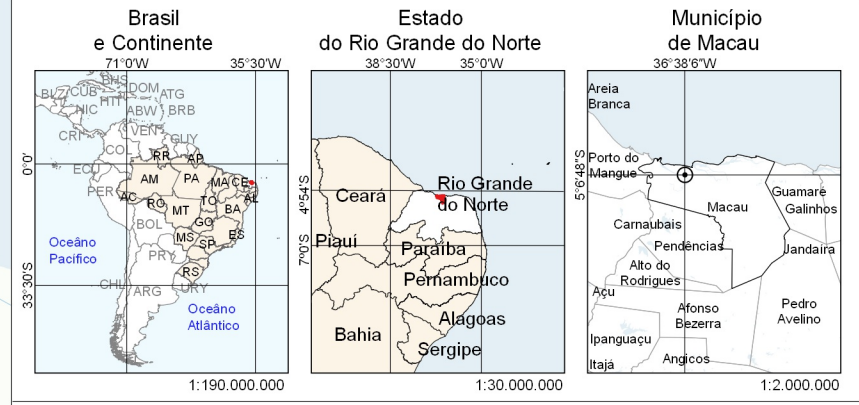 Brasil
e Continente
71°0'W
35°30'W
BHS
BLZ
CUB
DOM
ATG
HTI
NIC
ABW
BRB
CRI
VEN
GUY
COL
0°0'
RR
AP
ECU
AM
PA
MA
CE
PER
AC
RO
TO
AL
MT
BA
BOL
GO
Oceâno
Pacífico
MS
ES
SP
PRY
33°30'S
RS
CHL
ARG
URY
Oceâno
Atlântico
1:190.000.000
Estado
do Rio Grande do Norte
38°30'W
35°0'W
4°54'S
Ceará
Rio Grande
do Norte
7°0'S
Piauí
Paraíba
Pernambuco
Alagoas
Bahia
Sergipe
1:30.000.000
Município
de Macau
36°38'6"W
Areia
Branca
5°6'48"S
Porto do
Mangue
Guamare
Macau
Galinhos
Carnaubais
Pendências
Jandaíra
Alto do
Rodrigues
Açu
Afonso
Bezerra
Pedro
Avelino
Ipanguaçu
Itajá
Angicos
1:2.000.000